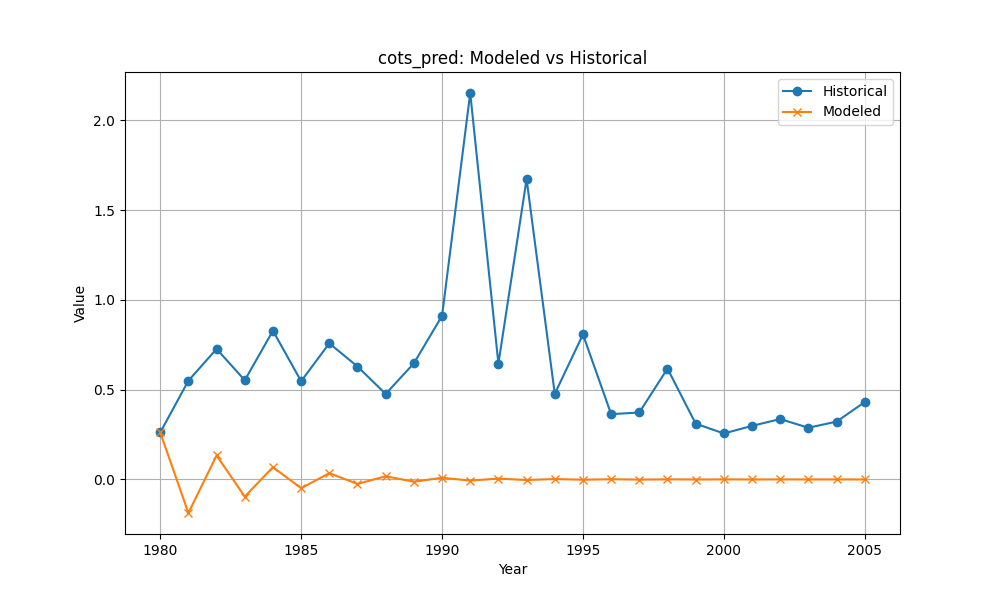 cots_pred: Modeled vs Historical
Historical
Modeled
2.0
1.5
1.0
0.5
0.0
Value
1980 1985 1990 1995 2000 2005
Year